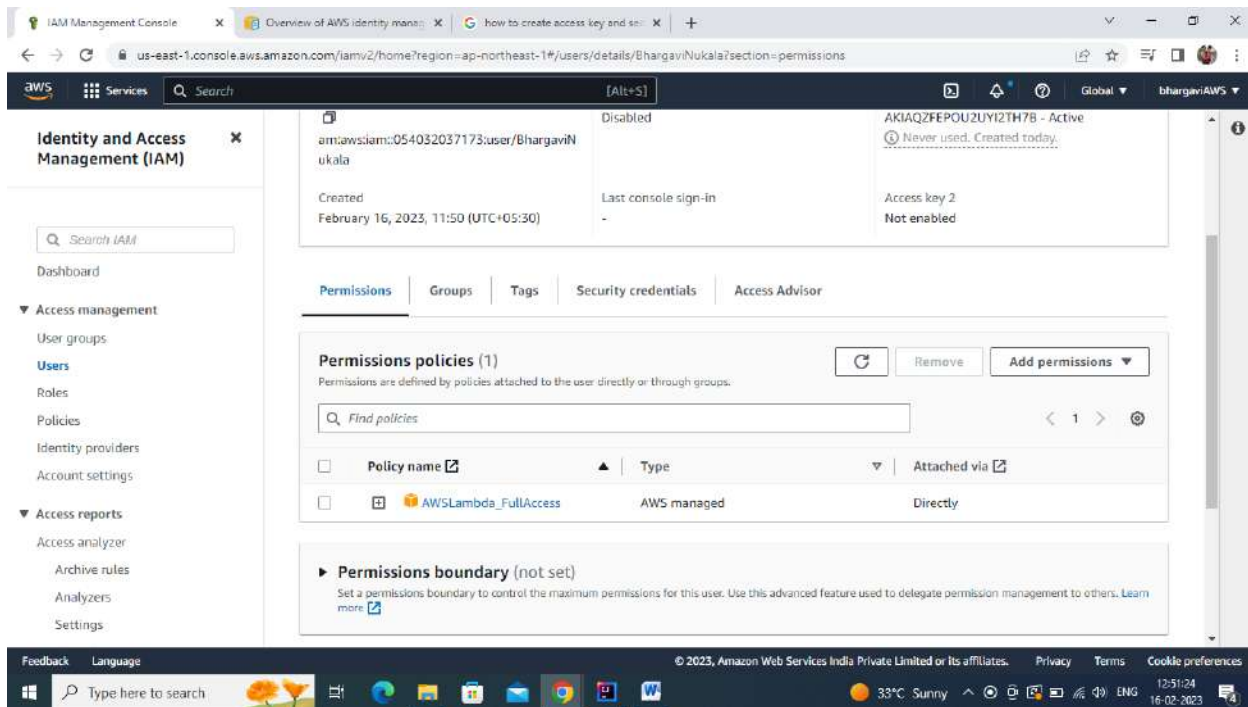 IAM Management Console
Overview of AWS identity manag
how to create access key and sec
us-east-1.console.aws.amazon.com/iamv2/home?region=ap-northeast-1#/users/details/BhargaviNukala?section=permissions
aws
Services
Search
[Alt+S]
Global
bhargaviAWS
Identity and Access
Management (IAM)
Search IAM
Dashboard
Access management
User groups
Users
Roles
Policies
Identity providers
Account settings
Access reports
Access analyzer
Archive rules
Analyzers
Settings
arn:aws:iam::054032037173:user/BhargaviN
ukala
Disabled
AKIAQZFEPOU2UYI2TH7B - Active
Never used. Created today.
Created
February 16, 2023, 11:50 (UTC+05:30)
Last console sign-in
-
Access key 2
Not enabled
Permissions
Groups
Tags
Security credentials
Access Advisor
Permissions policies (1)
Permissions are defined by policies attached to the user directly or through groups.
Remove
Add permissions
Find policies
1
Policy name
Type
Attached via
AWSLambda_FullAccess
AWS managed
Directly
Permissions boundary (not set)
Set a permissions boundary to control the maximum permissions for this user. Use this advanced feature used to delegate permission management to others. Learn
more
Feedback
Language
© 2023, Amazon Web Services India Private Limited or its affiliates.
Privacy
Terms
Cookie preferences
Type here to search
33°C Sunny
ENG
12:51:24
16-02-2023
4